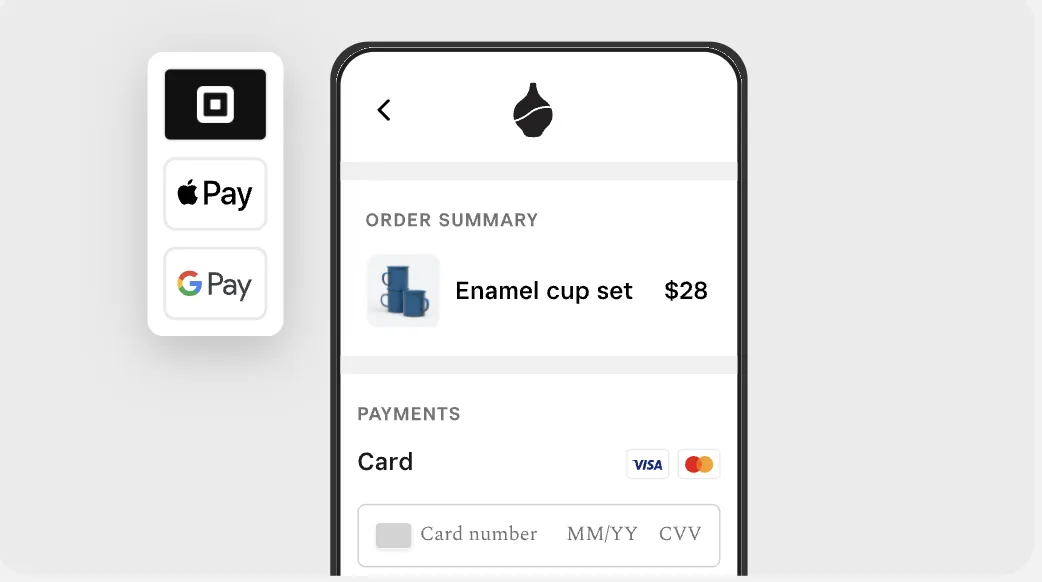 Pay
G Pay
ORDER SUMMARY
Enamel cup set $28
PAYMENTS
Card VISA
Card number MM/YY CVV